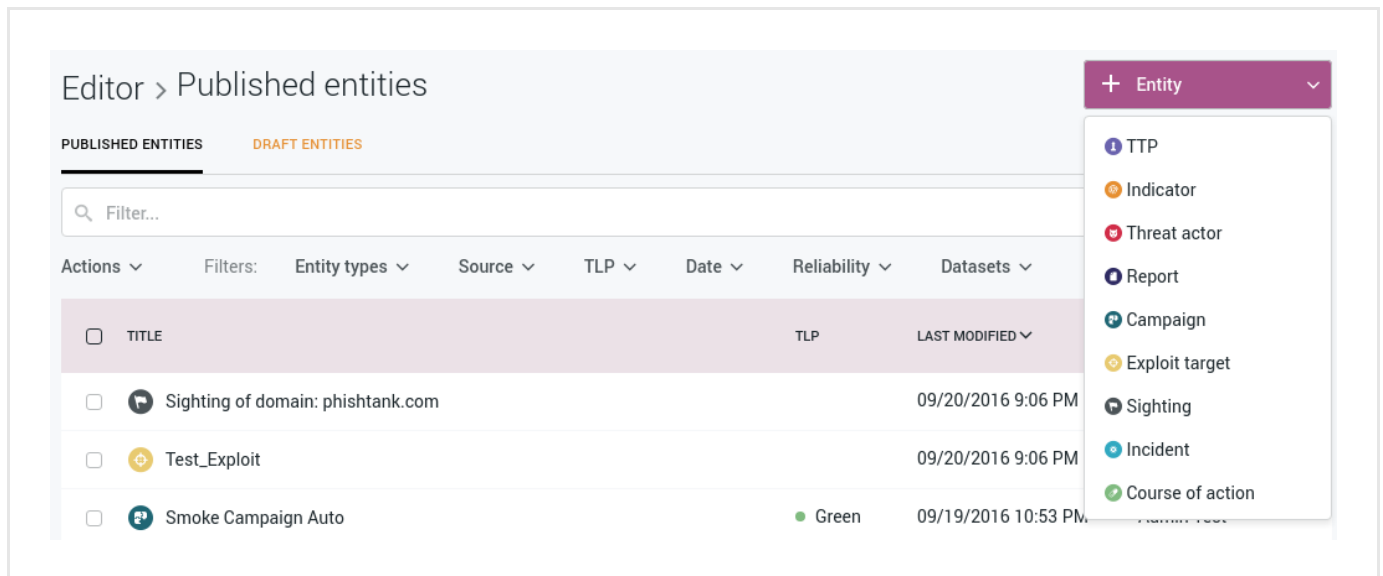 Editor > Published entities
+ Entity
PUBLISHED ENTITIES DRAFT ENTITIES
Filter...
Actions Filters: Entity types Source TLP Date Reliability Datasets
TITLE TLP LAST MODIFIED
Sighting of domain: phishtank.com 09/20/2016 9:06 PM
Test_Exploit 09/20/2016 9:06 PM
Smoke Campaign Auto Green 09/19/2016 10:53 PM
TTP
Indicator
Threat actor
Report
Campaign
Exploit target
Sighting
Incident
Course of action